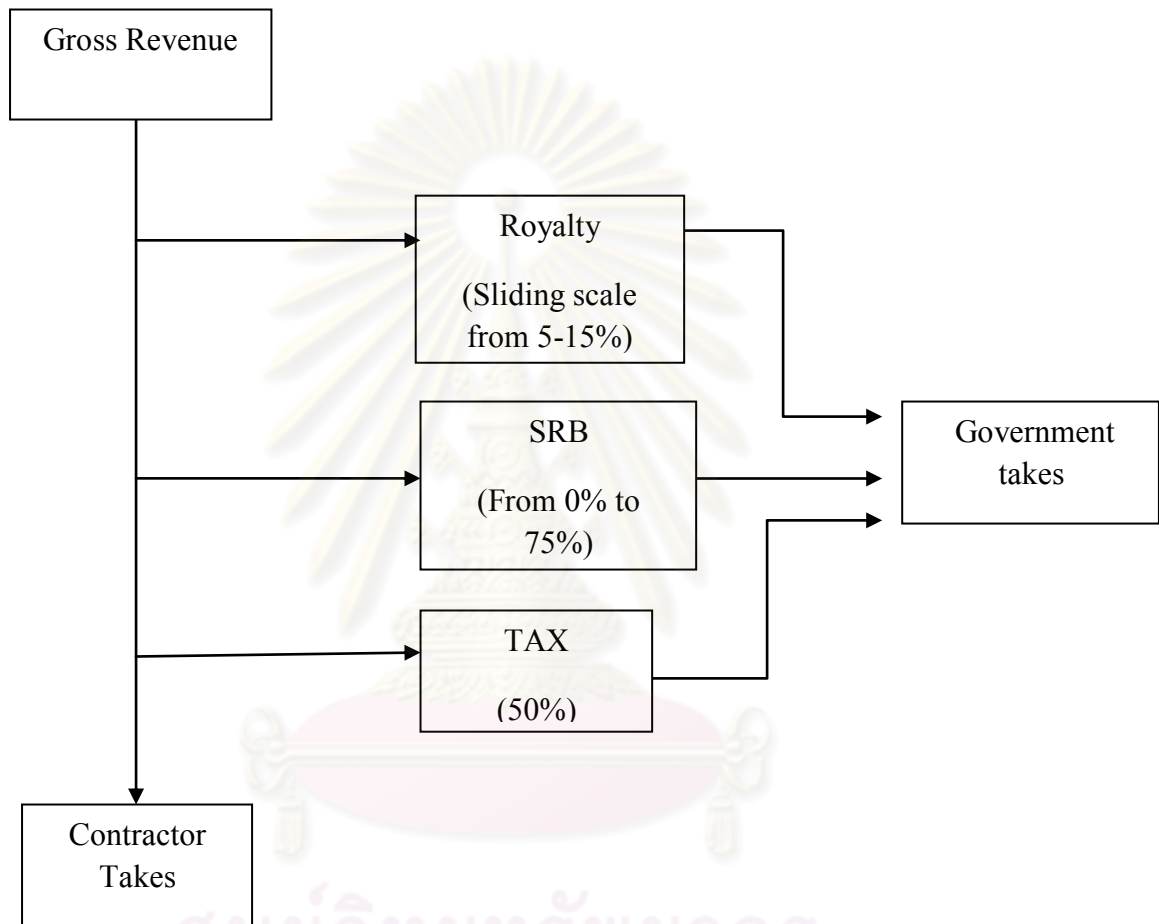 Gross Revenue
Royalty
(Sliding scale
from 5-15%)
SRB
(From 0% to
75%)
Government
takes
TAX
(50%)
Contractor
Takes